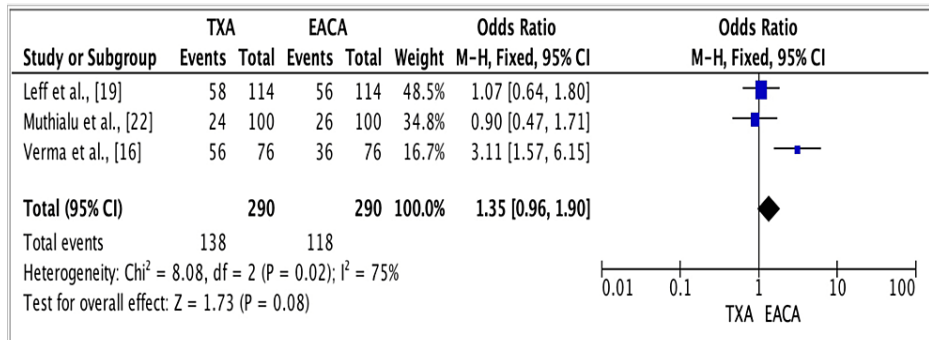 TXA EACA Odds Ratio Odds Ratio
Study or Subgroup Events Total Events Total Weight M-H, Fixed, 95% CI M-H, Fixed, 95% CI
Leff et al., [19] 58 114 56 114 48.5% 1.07 [0.64, 1.80]
Muthialu et al., [22] 24 100 26 100 34.8% 0.90 [0.47, 1.71]
Verma et al., [16] 56 76 36 76 16.7% 3.11 [1.57, 6.15]
Total (95% CI) 290 290 100.0% 1.35 [0.96, 1.90]
Total events 138 118
Heterogeneity: Chi² = 8.08, df = 2 (P = 0.02); I² = 75%
Test for overall effect: Z = 1.73 (P = 0.08)
0.01 0.1 1 10 100
TXA EACA